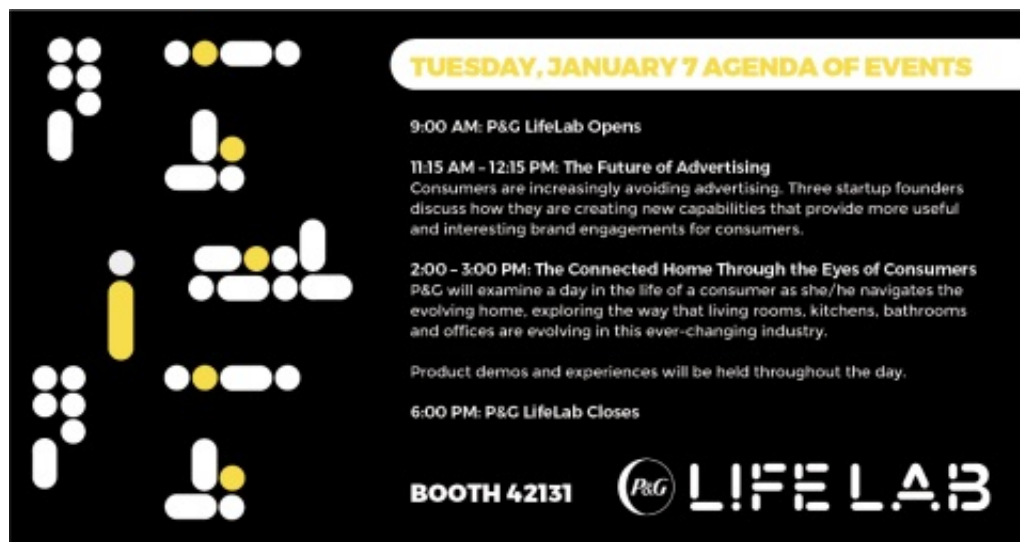 TUESDAY, JANUARY 7 AGENDA OF EVENTS
9:00 AM: P&G LifeLab Opens
11:15 AM – 12:15 PM: The Future of Advertising
Consumers are increasingly avoiding advertising. Three startup founders
discuss how they are creating new capabilities that provide more useful
and interesting brand engagements for consumers.
2:00 – 3:00 PM: The Connected Home Through the Eyes of Consumers
P&G will examine a day in the life of a consumer as she/he navigates the
evolving home, exploring the way that living rooms, kitchens, bathrooms
and offices are evolving in this ever-changing industry.
Product demos and experiences will be held throughout the day.
6:00 PM: P&G LifeLab Closes
BOOTH 42131
P&G LIFE LAB